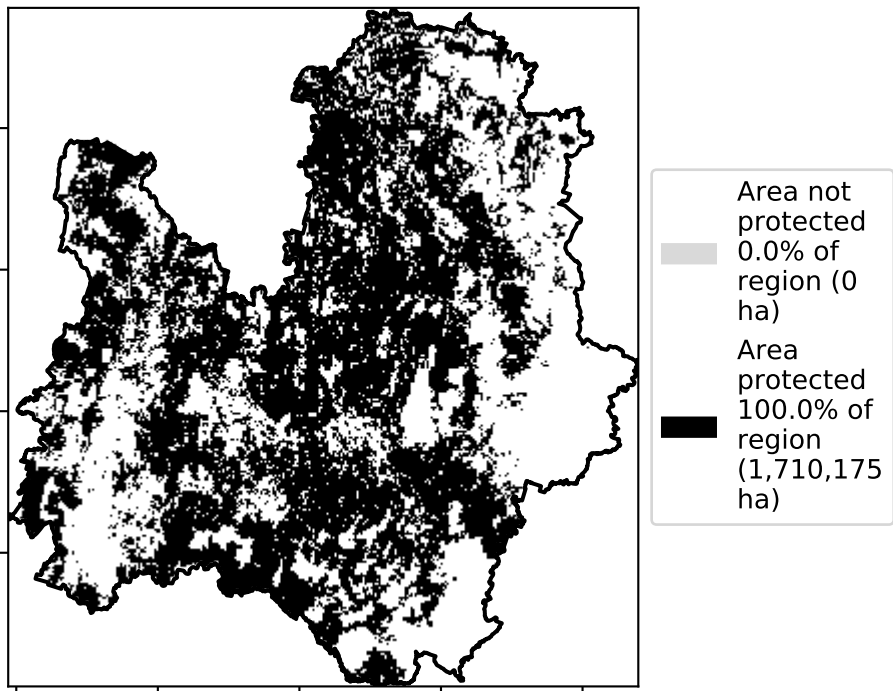 Area not
protected
0.0% of
region (0
ha)
Area
protected
100.0% of
region
(1,710,175
ha)